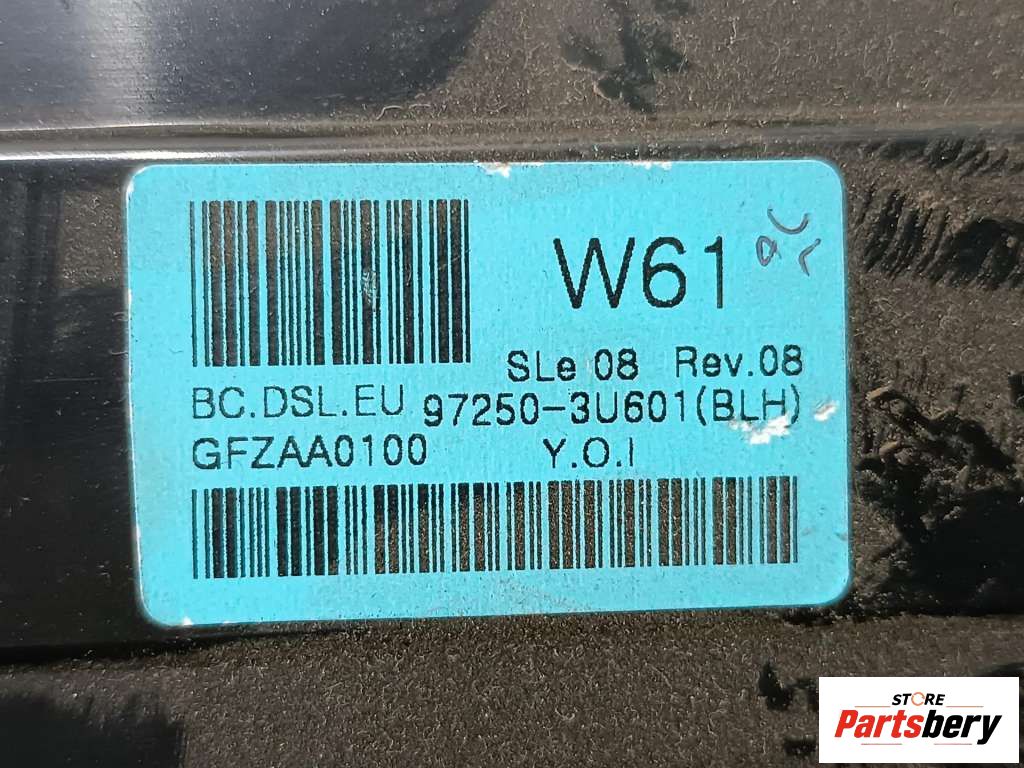 W61
SLe 08 Rev.08
BC.DSL.EU 97250-3U601(BLH)
GFZAA0100 Y.O.I
STORE
Partsbery